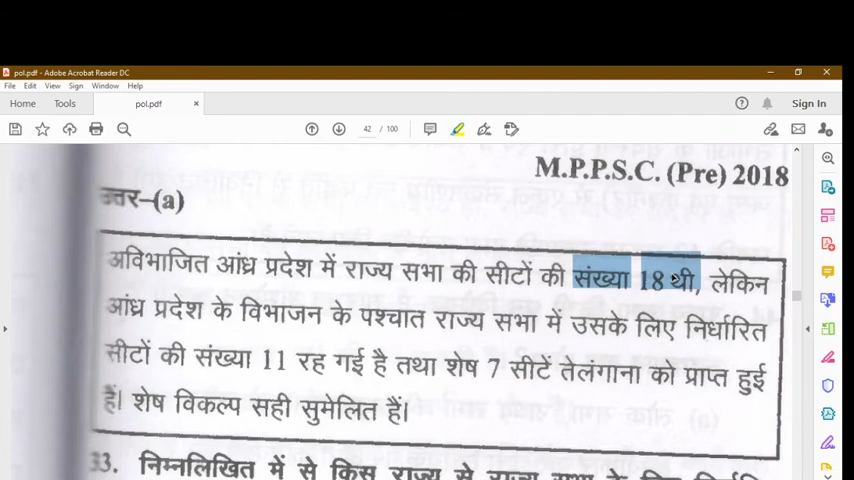 pol.pdf - Adobe Acrobat Reader DC
File Edit View Sign Window Help
Home Tools pol.pdf × Sign In
42 / 100
M.P.P.S.C. (Pre) 2018
उत्तर–(a)
अविभाजित आंध्र प्रदेश में राज्य सभा की सीटों की संख्या 18 थी, लेकिन
आंध्र प्रदेश के विभाजन के पश्चात राज्य सभा में उसके लिए निर्धारित
सीटों की संख्या 11 रह गई है तथा शेष 7 सीटें तेलंगाना को प्राप्त हुई
हैं। शेष विकल्प सही सुमेलित हैं।
33. निम्नलिखित में से किस राज्य से राज्य सभा के लिए